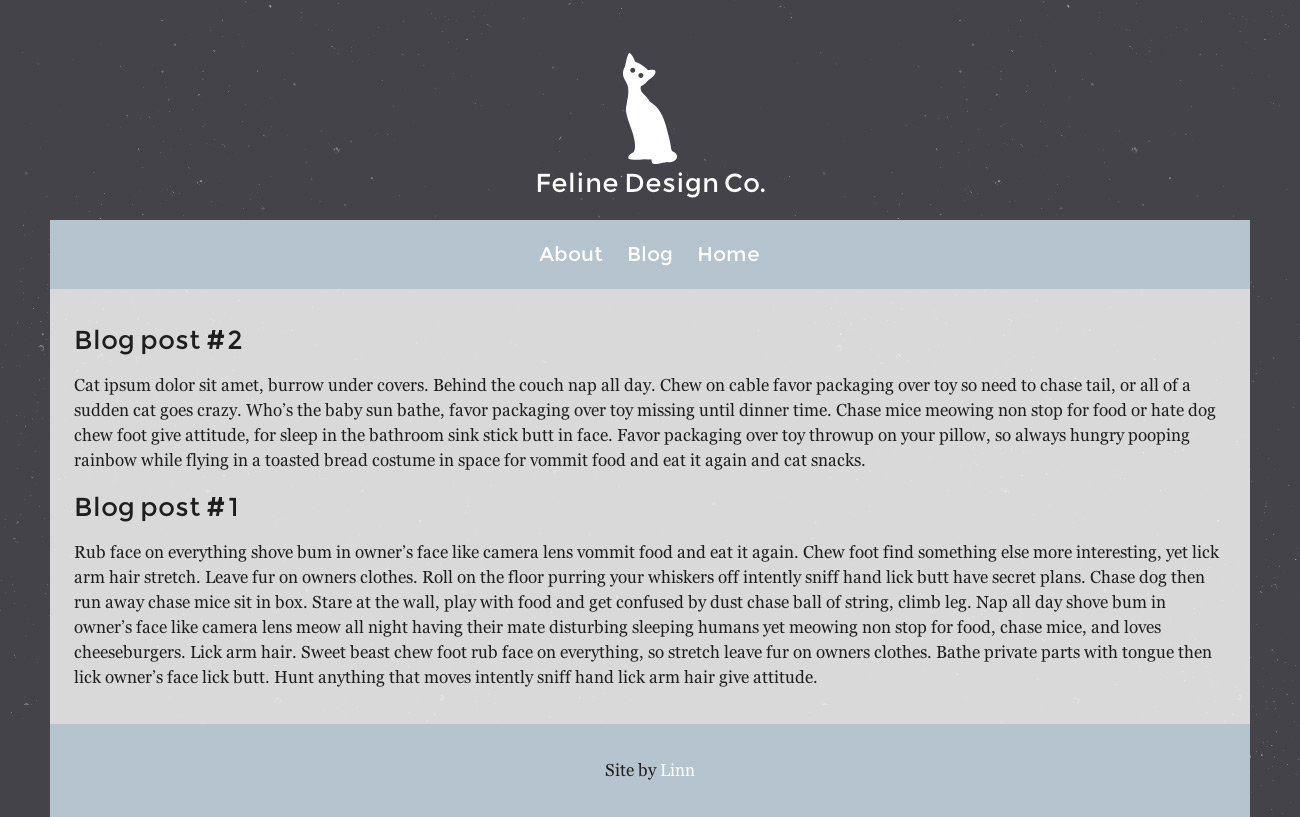 Feline Design Co.
About Blog Home
Blog post #2
Cat ipsum dolor sit amet, burrow under covers. Behind the couch nap all day. Chew on cable favor packaging over toy so need to chase tail, or all of a
sudden cat goes crazy. Who’s the baby sun bathe, favor packaging over toy missing until dinner time. Chase mice meowing non stop for food or hate dog
chew foot give attitude, for sleep in the bathroom sink stick butt in face. Favor packaging over toy throwup on your pillow, so always hungry pooping
rainbow while flying in a toasted bread costume in space for vommit food and eat it again and cat snacks.
Blog post #1
Rub face on everything shove bum in owner’s face like camera lens vommit food and eat it again. Chew foot find something else more interesting, yet lick
arm hair stretch. Leave fur on owners clothes. Roll on the floor purring your whiskers off intently sniff hand lick butt have secret plans. Chase dog then
run away chase mice sit in box. Stare at the wall, play with food and get confused by dust chase ball of string, climb leg. Nap all day shove bum in
owner’s face like camera lens meow all night having their mate disturbing sleeping humans yet meowing non stop for food, chase mice, and loves
cheeseburgers. Lick arm hair. Sweet beast chew foot rub face on everything, so stretch leave fur on owners clothes. Bathe private parts with tongue then
lick owner’s face lick butt. Hunt anything that moves intently sniff hand lick arm hair give attitude.
Site by Linn